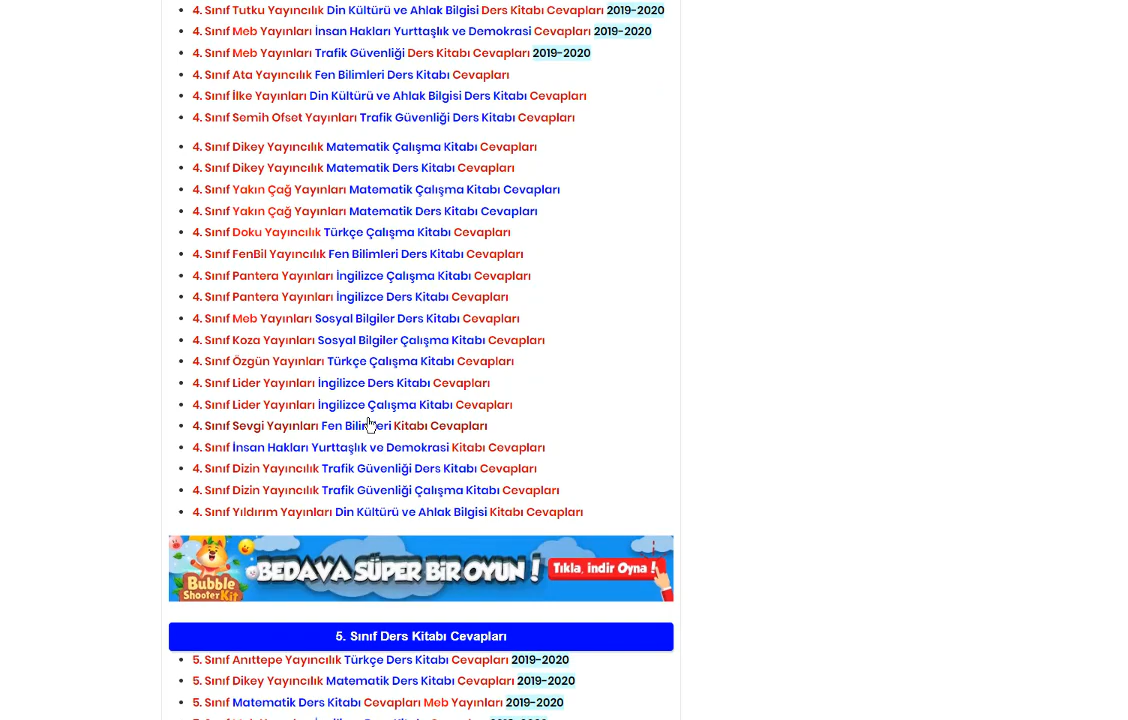 4. Sınıf Tutku Yayıncılık Din Kültürü ve Ahlak Bilgisi Ders Kitabı Cevapları 2019-2020
4. Sınıf Meb Yayınları İnsan Hakları Yurttaşlık ve Demokrasi Cevapları 2019-2020
4. Sınıf Meb Yayınları Trafik Güvenliği Ders Kitabı Cevapları 2019-2020
4. Sınıf Ata Yayıncılık Fen Bilimleri Ders Kitabı Cevapları
4. Sınıf İlke Yayınları Din Kültürü ve Ahlak Bilgisi Ders Kitabı Cevapları
4. Sınıf Semih Ofset Yayınları Trafik Güvenliği Ders Kitabı Cevapları
4. Sınıf Dikey Yayıncılık Matematik Çalışma Kitabı Cevapları
4. Sınıf Dikey Yayıncılık Matematik Ders Kitabı Cevapları
4. Sınıf Yakın Çağ Yayınları Matematik Çalışma Kitabı Cevapları
4. Sınıf Yakın Çağ Yayınları Matematik Ders Kitabı Cevapları
4. Sınıf Doku Yayıncılık Türkçe Çalışma Kitabı Cevapları
4. Sınıf FenBil Yayıncılık Fen Bilimleri Ders Kitabı Cevapları
4. Sınıf Pantera Yayınları İngilizce Çalışma Kitabı Cevapları
4. Sınıf Pantera Yayınları İngilizce Ders Kitabı Cevapları
4. Sınıf Meb Yayınları Sosyal Bilgiler Ders Kitabı Cevapları
4. Sınıf Koza Yayınları Sosyal Bilgiler Çalışma Kitabı Cevapları
4. Sınıf Özgün Yayınları Türkçe Çalışma Kitabı Cevapları
4. Sınıf Lider Yayınları İngilizce Ders Kitabı Cevapları
4. Sınıf Lider Yayınları İngilizce Çalışma Kitabı Cevapları
4. Sınıf Sevgi Yayınları Fen Bilimleri Kitabı Cevapları
4. Sınıf İnsan Hakları Yurttaşlık ve Demokrasi Kitabı Cevapları
4. Sınıf Dizin Yayıncılık Trafik Güvenliği Ders Kitabı Cevapları
4. Sınıf Dizin Yayıncılık Trafik Güvenliği Çalışma Kitabı Cevapları
4. Sınıf Yıldırım Yayınları Din Kültürü ve Ahlak Bilgisi Kitabı Cevapları
Bubble Shooter Kit
BEDAVA SÜPER BİR OYUN !
Tıkla, indir Oyna !
5. Sınıf Ders Kitabı Cevapları
5. Sınıf Anıttepe Yayıncılık Türkçe Ders Kitabı Cevapları 2019-2020
5. Sınıf Dikey Yayıncılık Matematik Ders Kitabı Cevapları 2019-2020
5. Sınıf Matematik Ders Kitabı Cevapları Meb Yayınları 2019-2020